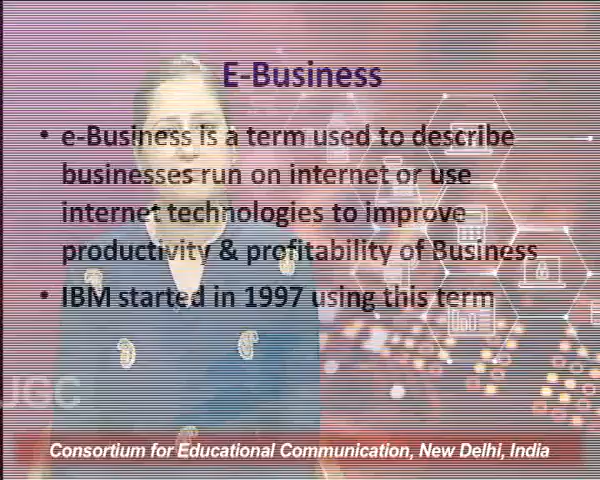 E-Business
• e-Business is a term used to describe
businesses run on internet or use
internet technologies to improve
productivity & profitability of Business
• IBM started in 1997 using this term
JGC
Consortium for Educational Communication, New Delhi, India